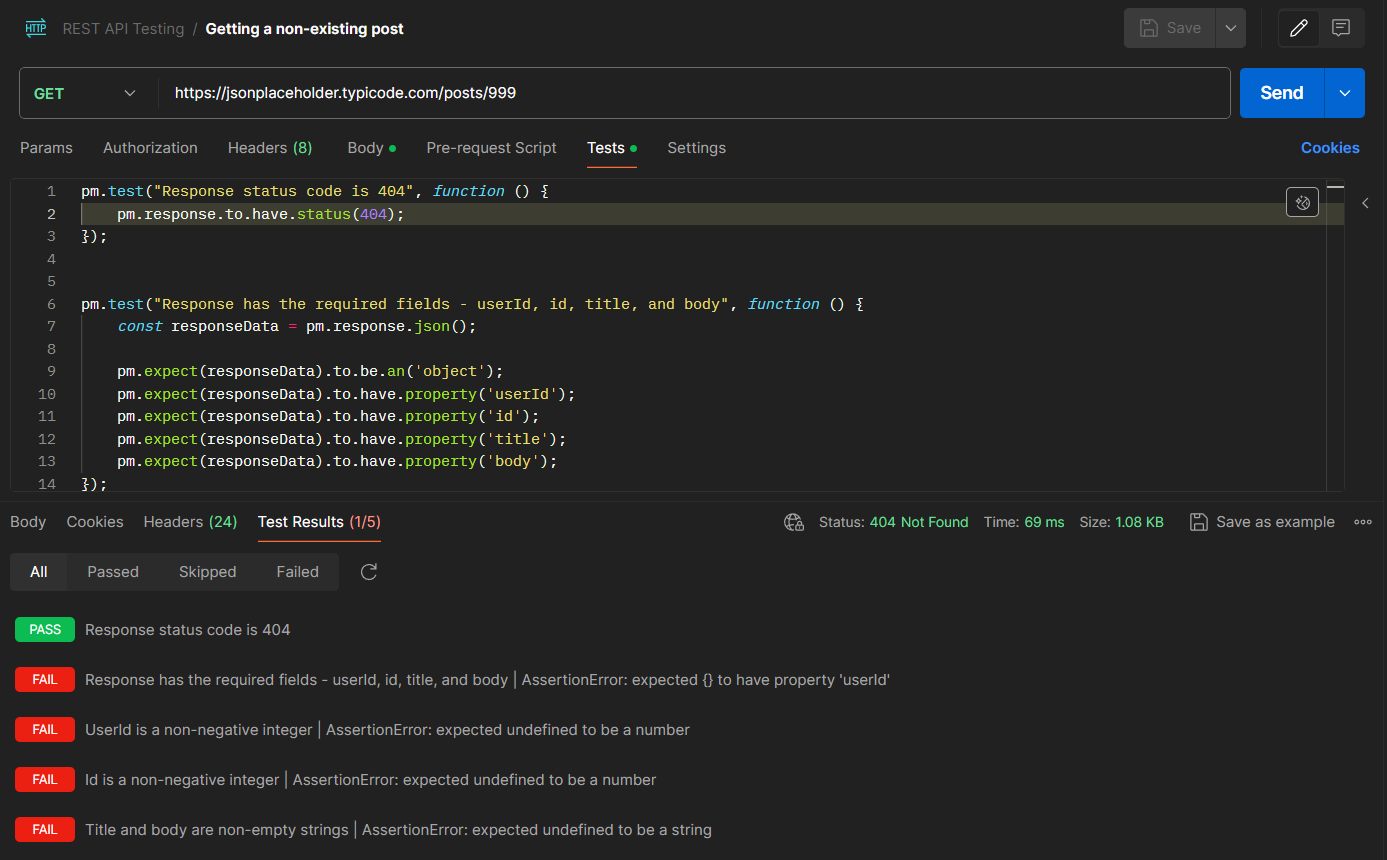 HTTP REST API Testing / Getting a non-existing post Save
GET https://jsonplaceholder.typicode.com/posts/999 Send
Params Authorization Headers (8) Body Pre-request Script Tests Settings Cookies
1 pm.test("Response status code is 404", function () {
2 pm.response.to.have.status(404);
3 });
4
5
6 pm.test("Response has the required fields - userId, id, title, and body", function () {
7 const responseData = pm.response.json();
8
9 pm.expect(responseData).to.be.an('object');
10 pm.expect(responseData).to.have.property('userId');
11 pm.expect(responseData).to.have.property('id');
12 pm.expect(responseData).to.have.property('title');
13 pm.expect(responseData).to.have.property('body');
14 });
Body Cookies Headers (24) Test Results (1/5) Status: 404 Not Found Time: 69 ms Size: 1.08 KB Save as example
All Passed Skipped Failed
PASS Response status code is 404
FAIL Response has the required fields - userId, id, title, and body | AssertionError: expected {} to have property 'userId'
FAIL UserId is a non-negative integer | AssertionError: expected undefined to be a number
FAIL Id is a non-negative integer | AssertionError: expected undefined to be a number
FAIL Title and body are non-empty strings | AssertionError: expected undefined to be a string